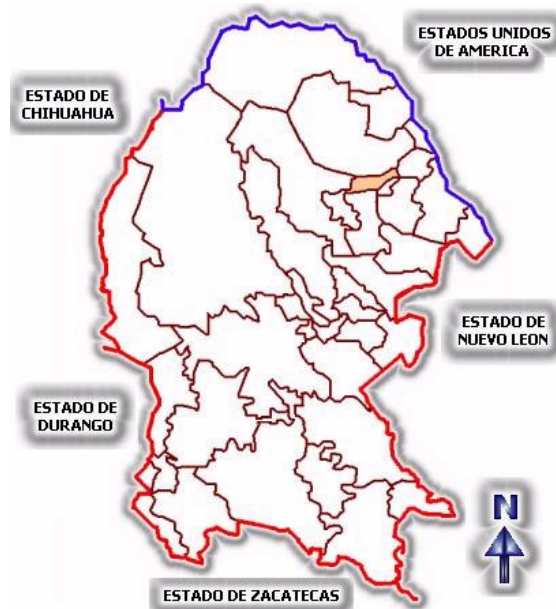 ESTADOS UNIDOS
DE AMERICA
ESTADO DE
CHIHUAHUA
ESTADO DE
NUEVO LEON
ESTADO DE
DURANGO
N
ESTADO DE ZACATECAS